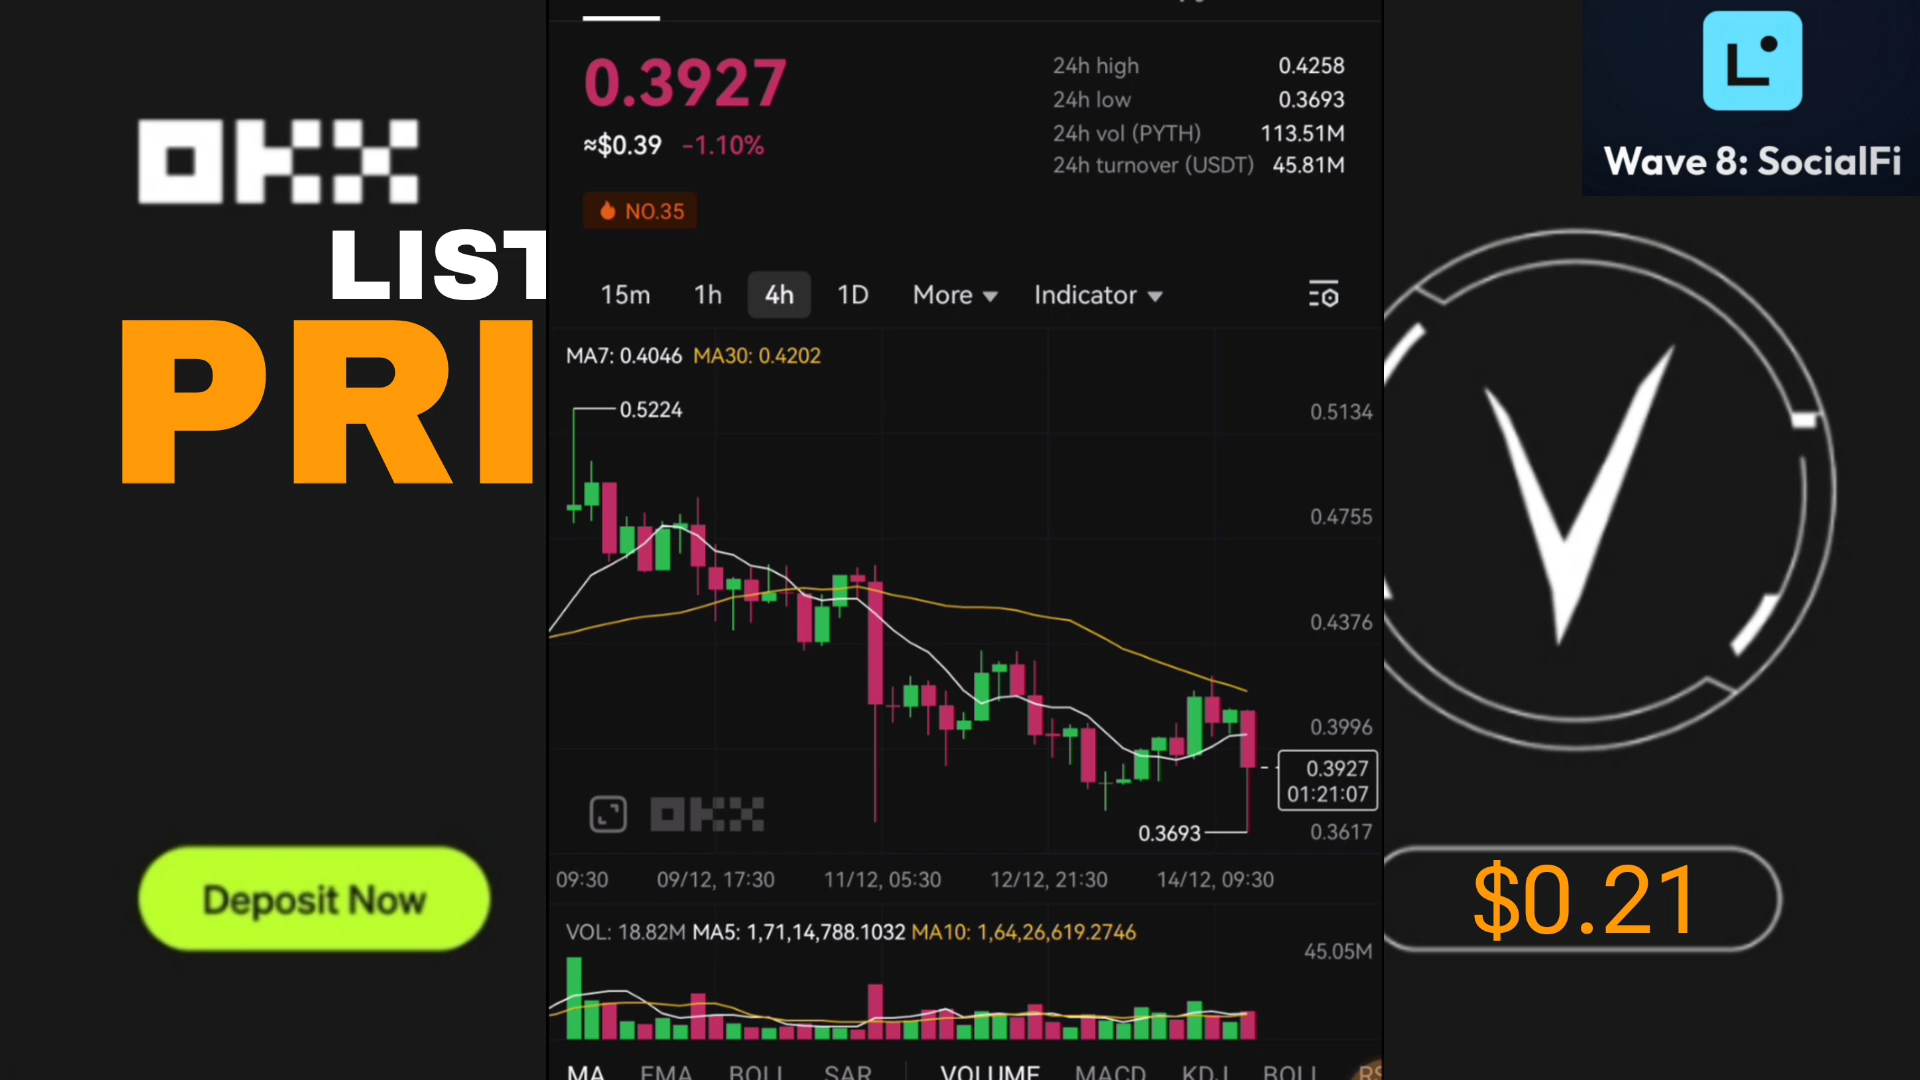 OKX
LIST
PRI
Deposit Now
0.3927
≈$0.39 -1.10%
NO.35
24h high 0.4258
24h low 0.3693
24h vol (PYTH) 113.51M
24h turnover (USDT) 45.81M
15m 1h 4h 1D More Indicator
MA7: 0.4046 MA30: 0.4202
0.5224
0.5134
0.4755
0.4376
0.3996
0.3927
01:21:07
0.3693
0.3617
OKX
09:30 09/12, 17:30 11/12, 05:30 12/12, 21:30 14/12, 09:30
VOL: 18.82M MA5: 1,71,14,788.1032 MA10: 1,64,26,619.2746
45.05M
MA EMA BOLL SAR VOLUME MACD KDJ BOLL
Wave 8: SocialFi
$0.21